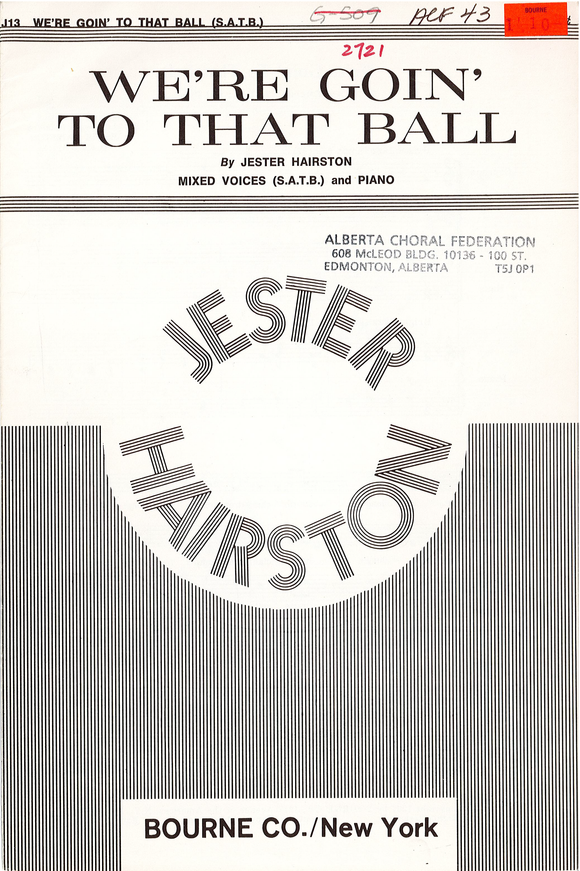 J13 WE'RE GOIN' TO THAT BALL (S.A.T.B.)
G-509
ACF 43
BOURNE
1.10
2721
WE'RE GOIN'
TO THAT BALL
By JESTER HAIRSTON
MIXED VOICES (S.A.T.B.) and PIANO
ALBERTA CHORAL FEDERATION
608 McLEOD BLDG. 10136 - 100 ST.
EDMONTON, ALBERTA T5J 0P1
JESTER
HAIRSTON
BOURNE CO./New York